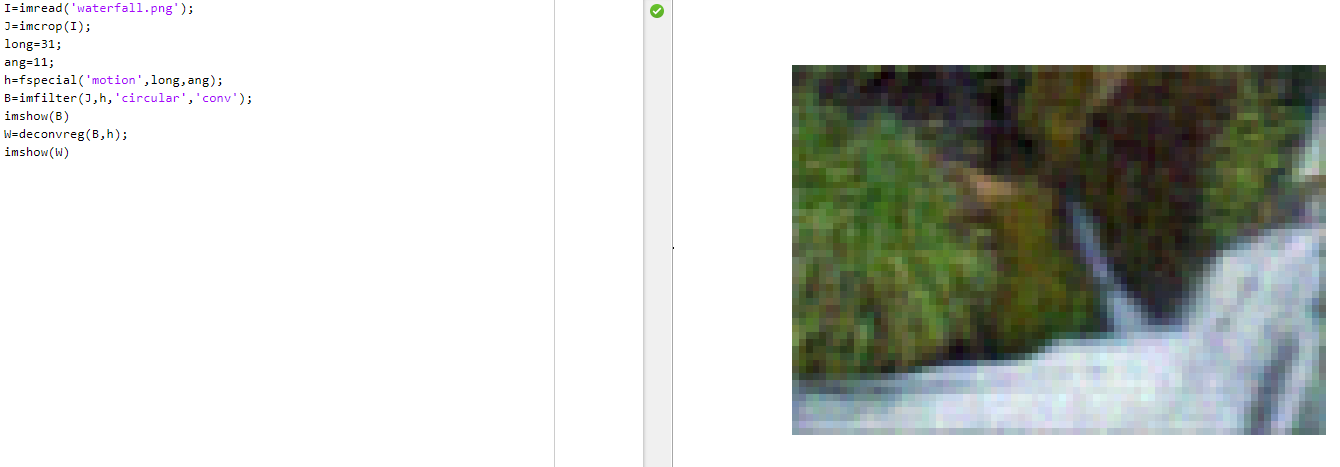 I=imread('waterfall.png');
J=imcrop(I);
long=31;
ang=11;
h=fspecial('motion',long,ang);
B=imfilter(J,h,'circular','conv');
imshow(B)
W=deconvreg(B,h);
imshow(W)